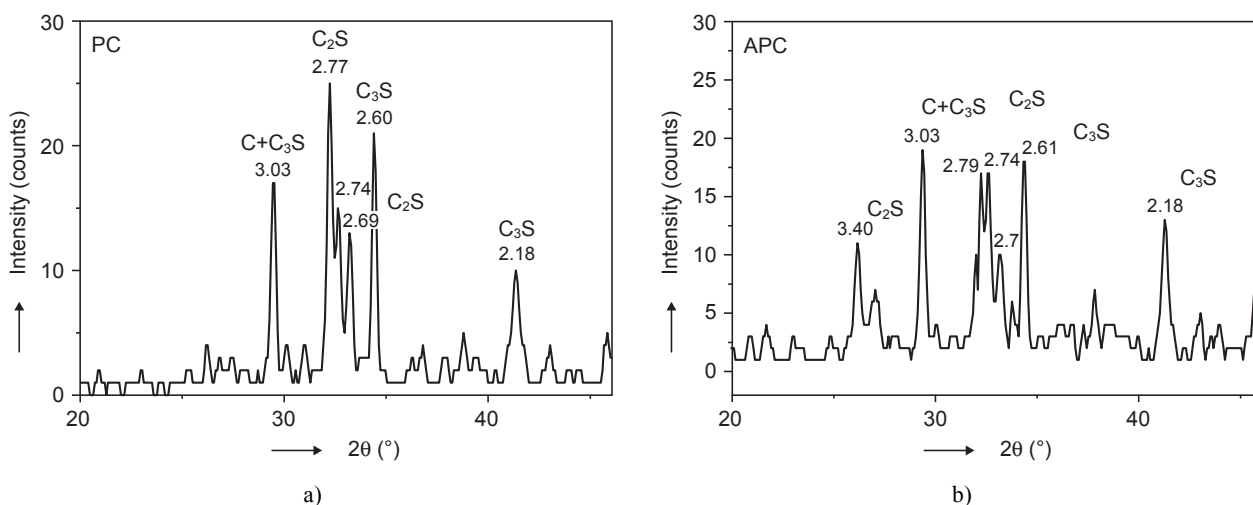 30
20
10
0
20
30
40
Intensity (counts)
2θ (°)
PC
C+C₃S
3.03
C₂S
2.77
2.74
2.69
C₃S
2.60
C₂S
C₃S
2.18
a)
30
25
20
15
10
5
0
20
30
40
Intensity (counts)
2θ (°)
APC
C₂S
3.40
C+C₃S
3.03
2.79
2.74
2.7
C₂S
2.61
C₃S
C₃S
2.18
b)